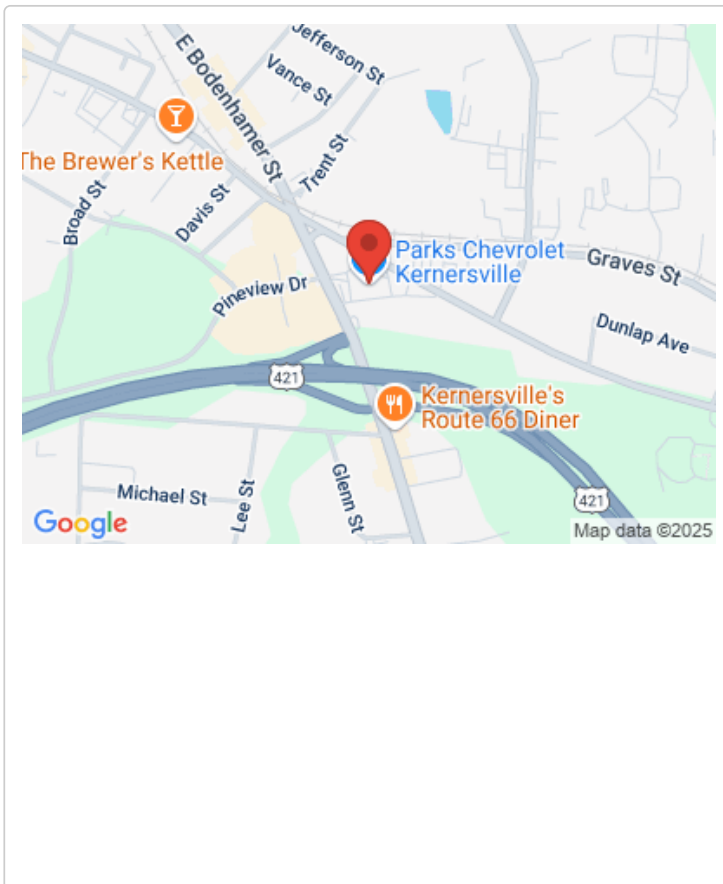 Jefferson St
E Bodenhamer St
Vance St
The Brewer's Kettle
Trent St
Broad St
Davis St
Parks Chevrolet
Kernersville
Graves St
Pineview Dr
Dunlap Ave
421
Kernersville's
Route 66 Diner
Michael St
Lee St
Glenn St
421
Google
Map data ©2025